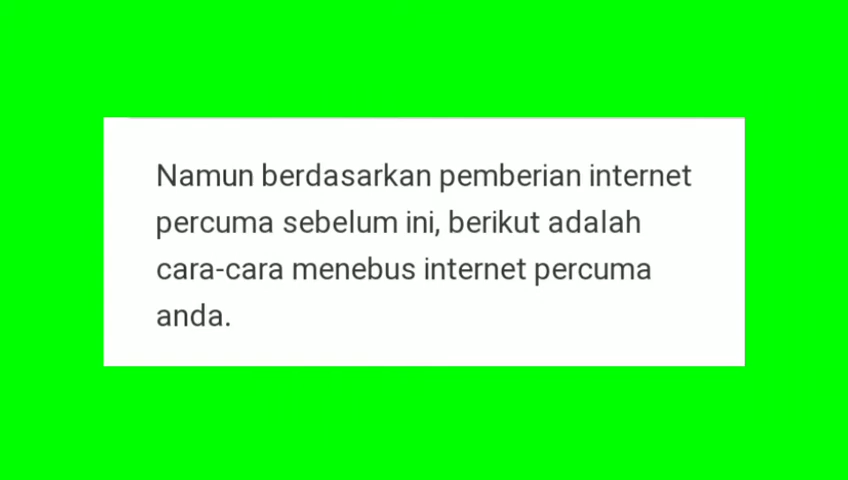 Namun berdasarkan pemberian internet
percuma sebelum ini, berikut adalah
cara-cara menebus internet percuma
anda.